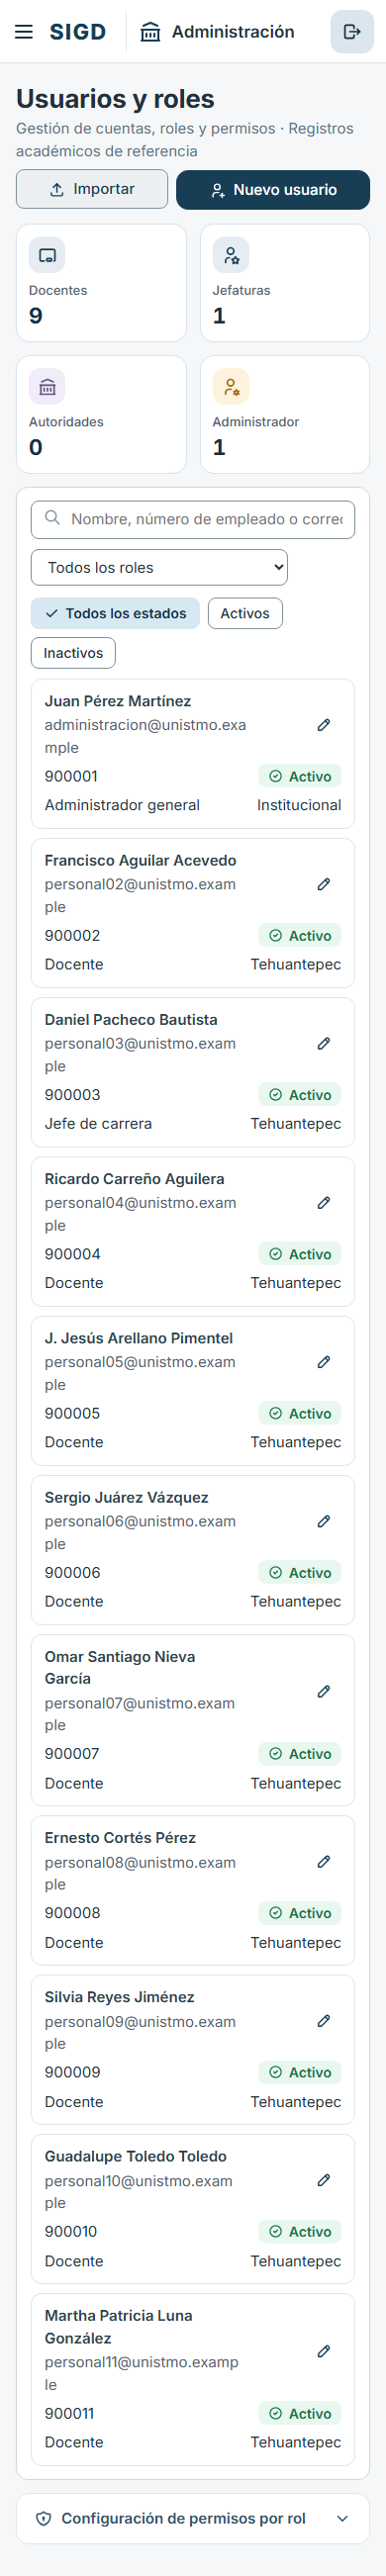 SIGD
Administración
Usuarios y roles
Gestión de cuentas, roles y permisos · Registros
académicos de referencia
Importar
Nuevo usuario
Docentes
9
Jefaturas
1
Autoridades
0
Administrador
1
Nombre, número de empleado o correo
Todos los roles
Todos los estados
Activos
Inactivos
Juan Pérez Martínez
administracion@unistmo.exa
mple
900001
Activo
Administrador general
Institucional
Francisco Aguilar Acevedo
personal02@unistmo.exam
ple
900002
Activo
Docente
Tehuantepec
Daniel Pacheco Bautista
personal03@unistmo.exam
ple
900003
Activo
Jefe de carrera
Tehuantepec
Ricardo Carreño Aguilera
personal04@unistmo.exam
ple
900004
Activo
Docente
Tehuantepec
J. Jesús Arellano Pimentel
personal05@unistmo.exam
ple
900005
Activo
Docente
Tehuantepec
Sergio Juárez Vázquez
personal06@unistmo.exam
ple
900006
Activo
Docente
Tehuantepec
Omar Santiago Nieva
García
personal07@unistmo.exam
ple
900007
Activo
Docente
Tehuantepec
Ernesto Cortés Pérez
personal08@unistmo.exam
ple
900008
Activo
Docente
Tehuantepec
Silvia Reyes Jiménez
personal09@unistmo.exam
ple
900009
Activo
Docente
Tehuantepec
Guadalupe Toledo Toledo
personal10@unistmo.exam
ple
900010
Activo
Docente
Tehuantepec
Martha Patricia Luna
González
personal11@unistmo.examp
le
900011
Activo
Docente
Tehuantepec
Configuración de permisos por rol